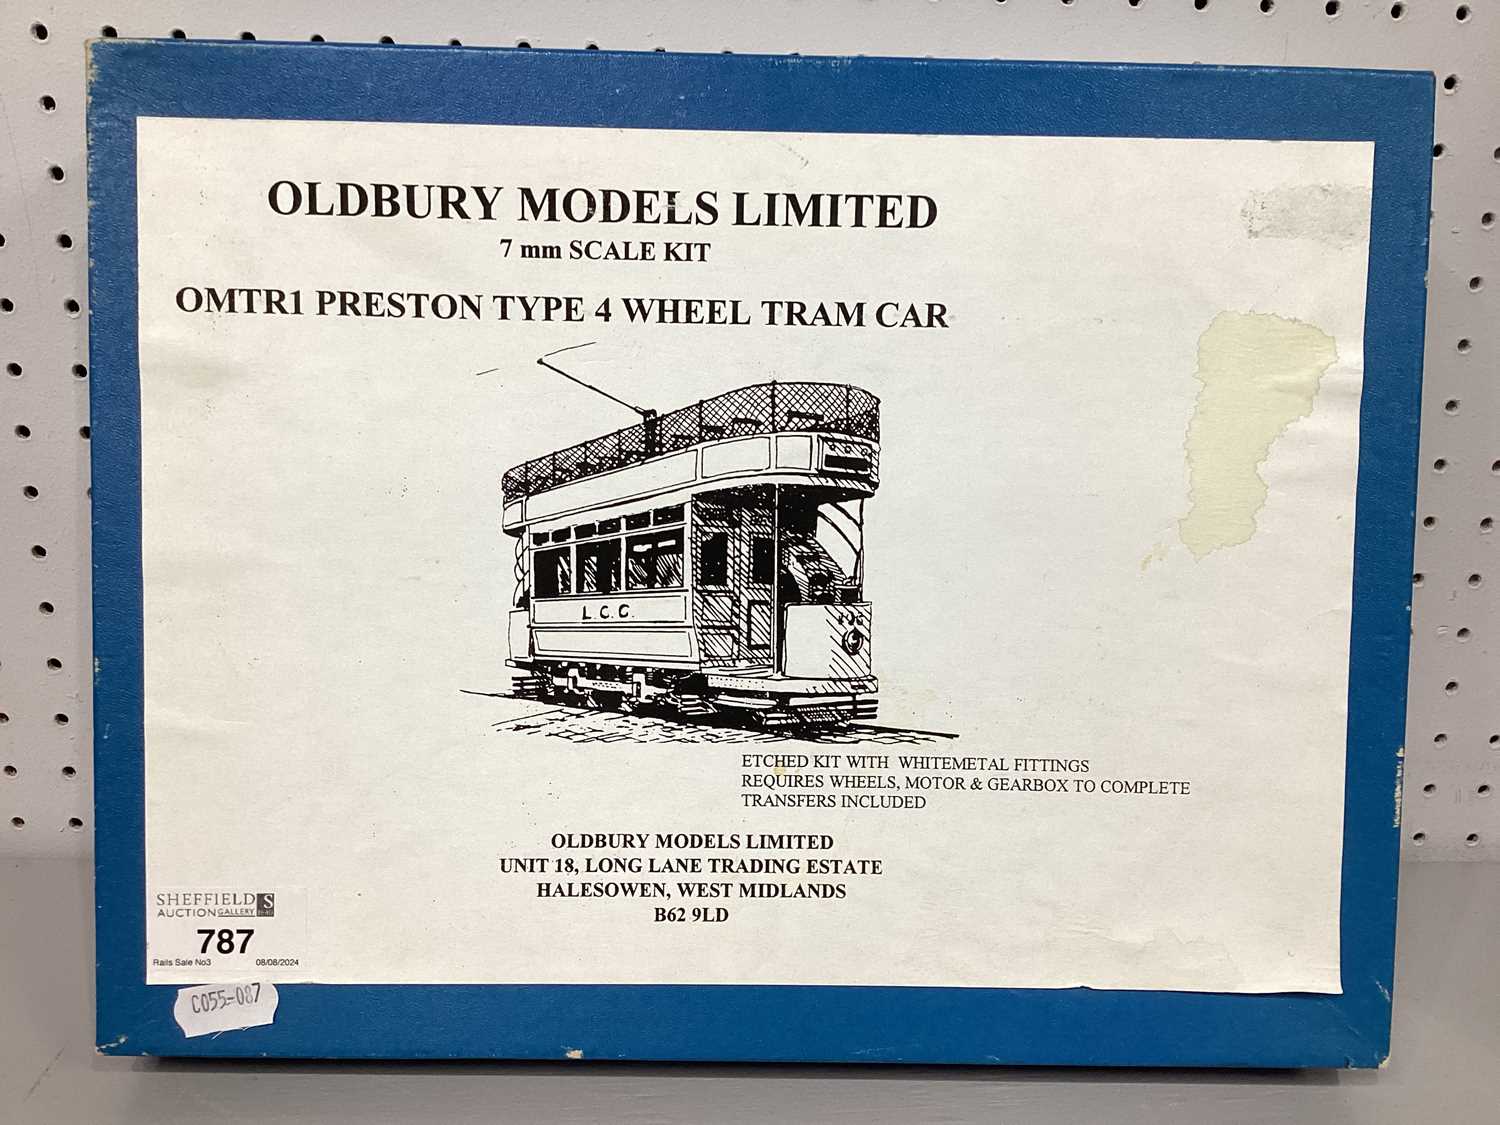 OLDBURY MODELS LIMITED
7 mm SCALE KIT
OMTR1 PRESTON TYPE 4 WHEEL TRAM CAR
L.C.C.
ETCHED KIT WITH WHITEMETAL FITTINGS
REQUIRES WHEELS, MOTOR & GEARBOX TO COMPLETE
TRANSFERS INCLUDED
OLDBURY MODELS LIMITED
UNIT 18, LONG LANE TRADING ESTATE
HALESOWEN, WEST MIDLANDS
B62 9LD
SHEFFIELD S
AUCTION GALLERY
787
Rails Sale No3 08/08/2024
C055-087